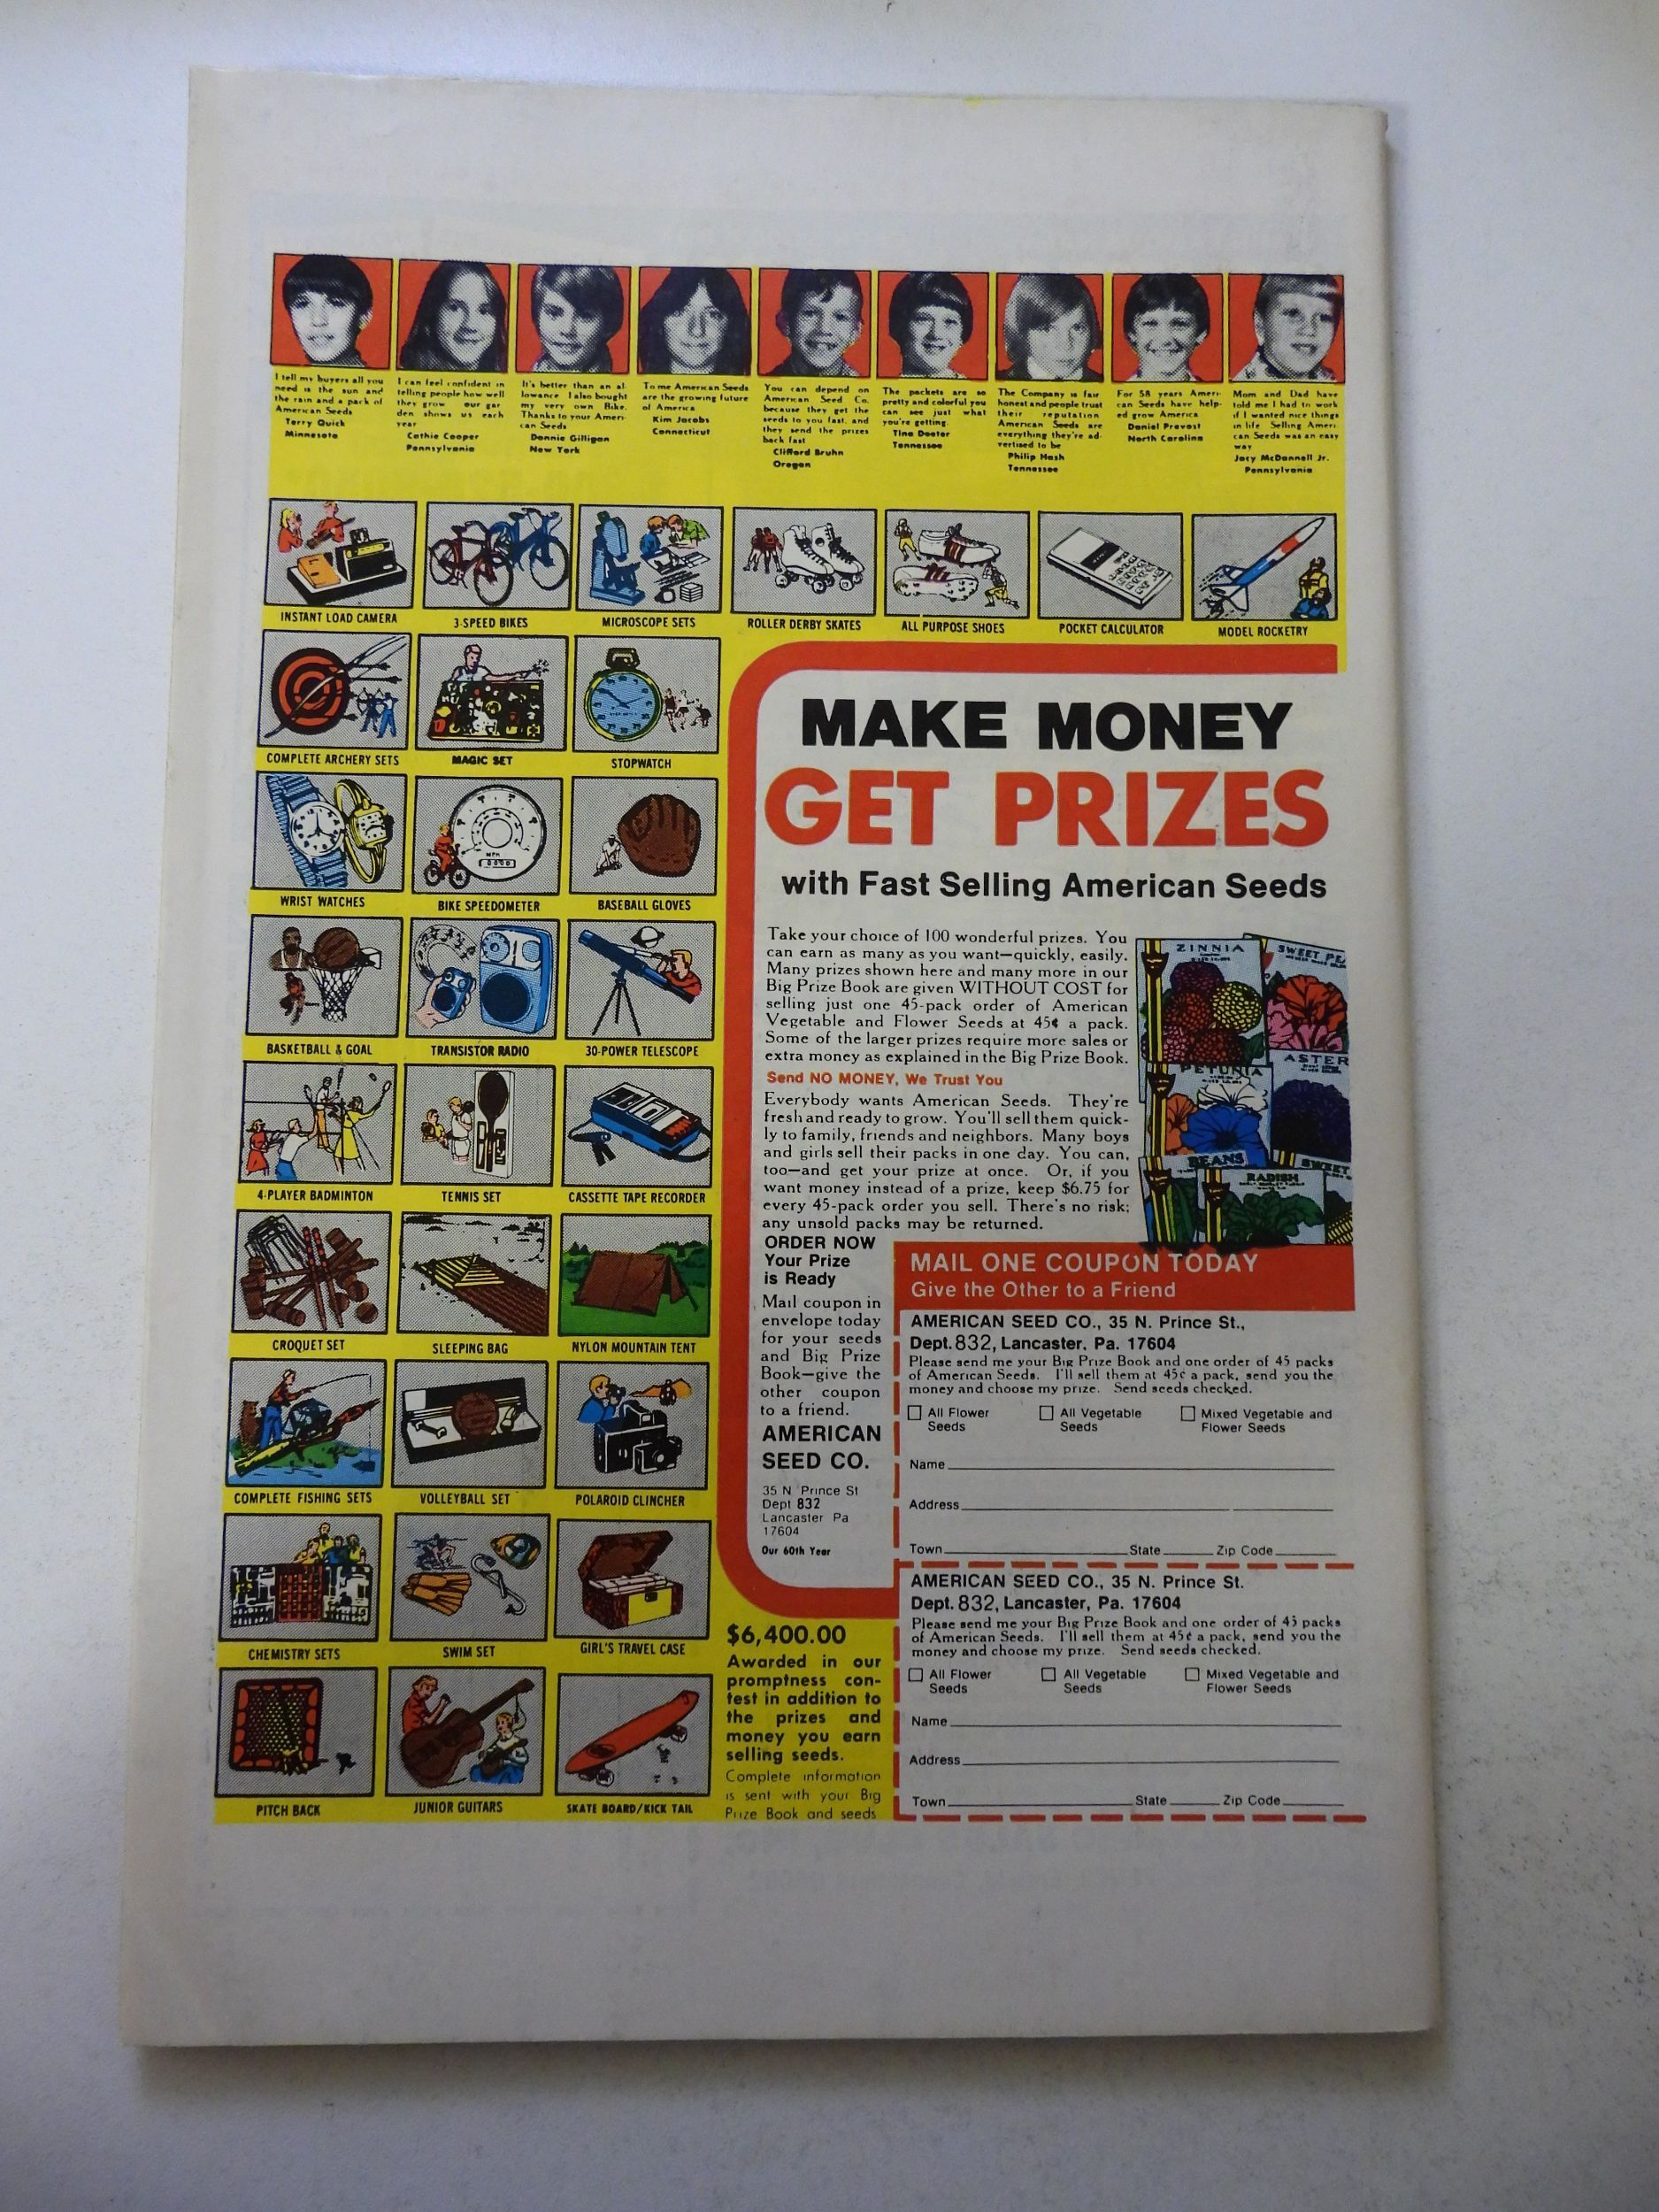 I tell my buyers all you
need is the sun and
the rain and a pack of
American Seeds
Terry Quick
Minnesota
I can feel confident in
telling people how well
they grow our gar-
den shows us each
year
Cathie Cooper
Pennsylvania
It's better than an al-
lowance I also bought
my very own Bike.
Thanks to your Ameri-
can Seeds
Donnie Gilligan
New York
To me American Seeds
are the growing future
of America
Kim Jacobs
Connecticut
You can depend on
American Seed Co.
because they get the
seeds to you fast, and
they send the prizes
back fast
Clifford Bruhn
Oregon
The packets are so
pretty and colorful you
can see just what
you're getting.
Tina Deeter
Tennessee
The Company is fair
honest and people trust
their reputation
American Seeds are
everything they're ad-
vertised to be
Philip Hash
Tennessee
For 58 years Ameri-
can Seeds have help-
ed grow America
Daniel Provost
North Carolina
Mom and Dad have
told me I had to work
if I wanted nice things
in life Selling Ameri-
can Seeds was an easy
way
Jacy McDannell Jr.
Pennsylvania
INSTANT LOAD CAMERA
3-SPEED BIKES
MICROSCOPE SETS
ROLLER DERBY SKATES
ALL PURPOSE SHOES
POCKET CALCULATOR
MODEL ROCKETRY
COMPLETE ARCHERY SETS
MAGIC SET
STOPWATCH
WRIST WATCHES
BIKE SPEEDOMETER
BASEBALL GLOVES
BASKETBALL & GOAL
TRANSISTOR RADIO
30-POWER TELESCOPE
4-PLAYER BADMINTON
TENNIS SET
CASSETTE TAPE RECORDER
CROQUET SET
SLEEPING BAG
NYLON MOUNTAIN TENT
COMPLETE FISHING SETS
VOLLEYBALL SET
POLAROID CLINCHER
CHEMISTRY SETS
SWIM SET
GIRL'S TRAVEL CASE
PITCH BACK
JUNIOR GUITARS
SKATE BOARD/KICK TAIL
MAKE MONEY
GET PRIZES
with Fast Selling American Seeds
Take your choice of 100 wonderful prizes. You
can earn as many as you want—quickly, easily.
Many prizes shown here and many more in our
Big Prize Book are given WITHOUT COST for
selling just one 45-pack order of American
Vegetable and Flower Seeds at 45¢ a pack.
Some of the larger prizes require more sales or
extra money as explained in the Big Prize Book.
Send NO MONEY, We Trust You
Everybody wants American Seeds. They're
fresh and ready to grow. You'll sell them quick-
ly to family, friends and neighbors. Many boys
and girls sell their packs in one day. You can,
too—and get your prize at once. Or, if you
want money instead of a prize, keep $6.75 for
every 45-pack order you sell. There's no risk;
any unsold packs may be returned.
ZINNIA
SWEET PE
ASTER
PETUNIA
BEANS
SWEET
RADISH
ORDER NOW
Your Prize
is Ready
Mail coupon in
envelope today
for your seeds
and Big Prize
Book—give the
other coupon
to a friend.
AMERICAN
SEED CO.
35 N Prince St
Dept 832
Lancaster Pa
17604
Our 60th Year
$6,400.00
Awarded in our
promptness con-
test in addition to
the prizes and
money you earn
selling seeds.
Complete information
is sent with your Big
Prize Book and seeds
MAIL ONE COUPON TODAY
Give the Other to a Friend
AMERICAN SEED CO., 35 N. Prince St.,
Dept. 832, Lancaster, Pa. 17604
Please send me your Big Prize Book and one order of 45 packs
of American Seeds. I'll sell them at 45¢ a pack, send you the
money and choose my prize. Send seeds checked.
All Flower Seeds
All Vegetable Seeds
Mixed Vegetable and Flower Seeds
Name
Address
Town State Zip Code
AMERICAN SEED CO., 35 N. Prince St.
Dept. 832, Lancaster, Pa. 17604
Please send me your Big Prize Book and one order of 45 packs
of American Seeds. I'll sell them at 45¢ a pack, send you the
money and choose my prize. Send seeds checked.
All Flower Seeds
All Vegetable Seeds
Mixed Vegetable and Flower Seeds
Name
Address
Town State Zip Code